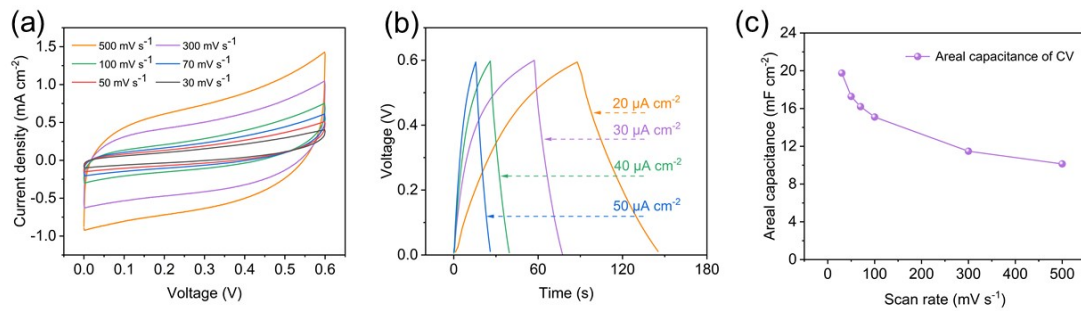 (a)
Current density (mA cm⁻²)
1.5
1.0
0.5
0.0
-0.5
-1.0
500 mV s⁻¹
300 mV s⁻¹
100 mV s⁻¹
70 mV s⁻¹
50 mV s⁻¹
30 mV s⁻¹
0.0 0.1 0.2 0.3 0.4 0.5 0.6
Voltage (V)
(b)
Voltage (V)
0.6
0.4
0.2
0.0
20 μA cm⁻²
30 μA cm⁻²
40 μA cm⁻²
50 μA cm⁻²
0 60 120 180
Time (s)
(c)
Areal capacitance (mF cm⁻²)
24
20
16
12
8
4
0
Areal capacitance of CV
0 100 200 300 400 500
Scan rate (mV s⁻¹)